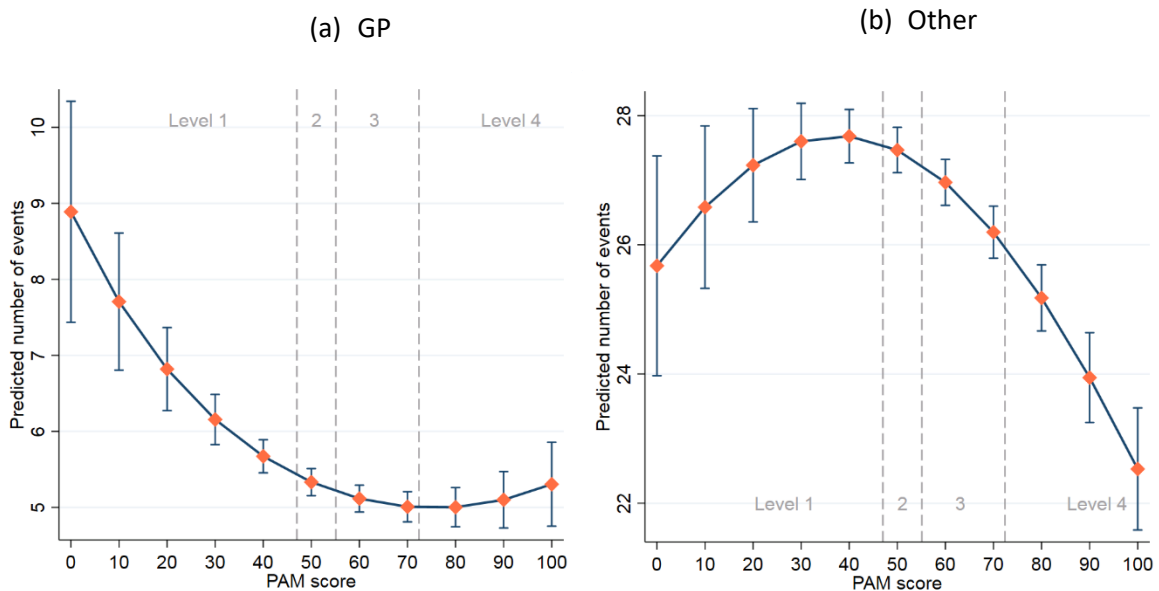 (a) GP
Predicted number of events
10
9
8
7
6
5
Level 1
2
3
Level 4
0 10 20 30 40 50 60 70 80 90 100
PAM score
(b) Other
Predicted number of events
28
26
24
22
Level 1
2
3
Level 4
0 10 20 30 40 50 60 70 80 90 100
PAM score